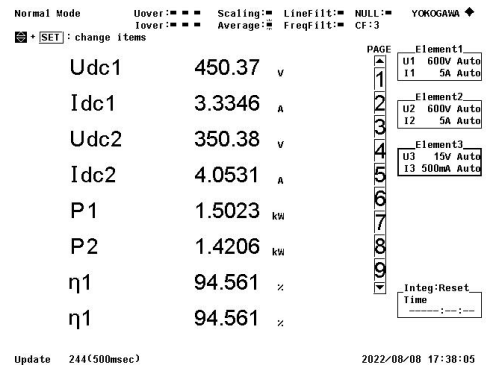 Normal Mode
Uover: Scaling: LineFilt: NULL: YOKOGAWA
Iover: Average: FreqFilt: CF:3
+ SET : change items
PAGE
1
2
3
4
5
6
7
8
9
Udc1 450.37 V
Idc1 3.3346 A
Udc2 350.38 V
Idc2 4.0531 A
P1 1.5023 kW
P2 1.4206 kW
η1 94.561 %
η1 94.561 %
Element1
U1 600V Auto
I1 5A Auto
Element2
U2 600V Auto
I2 5A Auto
Element3
U3 15V Auto
I3 500mA Auto
Integ:Reset
Time
-----:--:--
Update 244(500msec)
2022/08/08 17:38:05